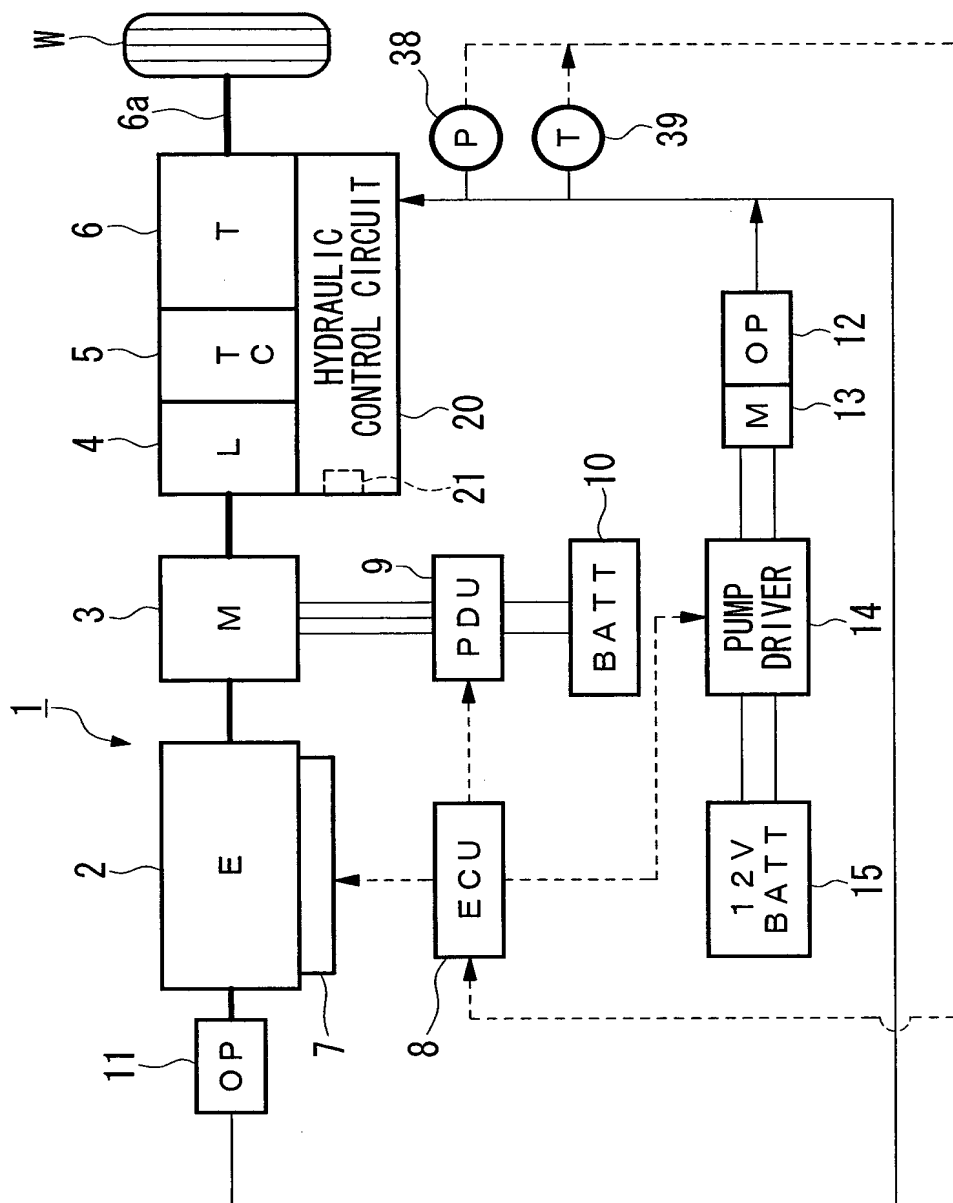 1
2
3
4
5
6
6a
W
E
M
L
T
C
T
HYDRAULIC
CONTROL CIRCUIT
20
21
11
OP
7
8
ECU
9
PDU
10
BATT
38
P
T
39
12V
BATT
15
PUMP
DRIVER
14
M
OP
13
12